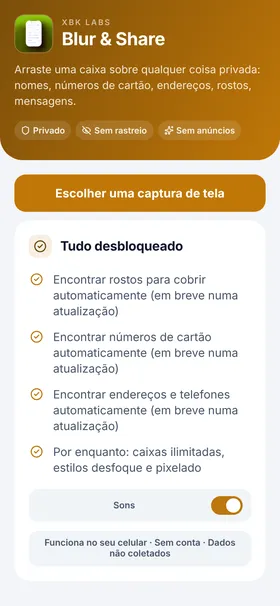 XBK LABS
Blur & Share
Arraste uma caixa sobre qualquer coisa privada:
nomes, números de cartão, endereços, rostos,
mensagens.
Privado
Sem rastreio
Sem anúncios
Escolher uma captura de tela
Tudo desbloqueado
Encontrar rostos para cobrir
automaticamente (em breve numa
atualização)
Encontrar números de cartão
automaticamente (em breve numa
atualização)
Encontrar endereços e telefones
automaticamente (em breve numa
atualização)
Por enquanto: caixas ilimitadas,
estilos desfoque e pixelado
Sons
Funciona no seu celular · Sem conta · Dados
não coletados